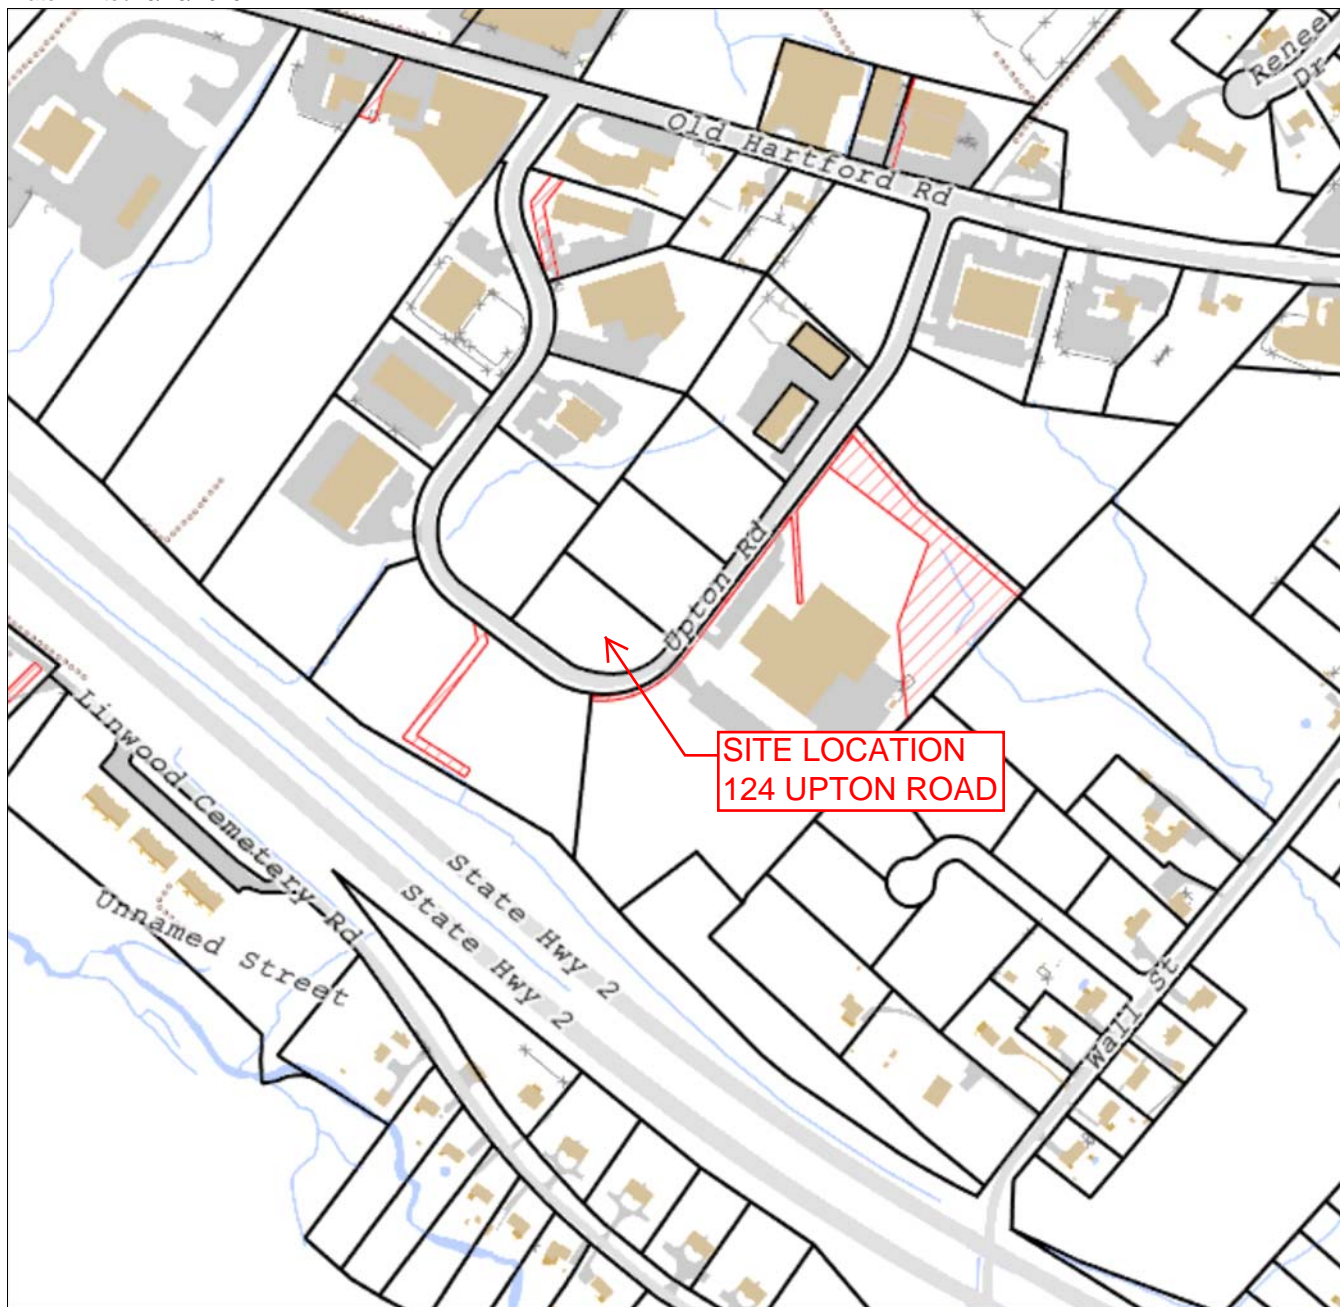 Renee
Dr
Old Hartford Rd
Upton Rd
SITE LOCATION
124 UPTON ROAD
Linwood Cemetery Rd
State Hwy 2
State Hwy 2
Unnamed Street
Wall St